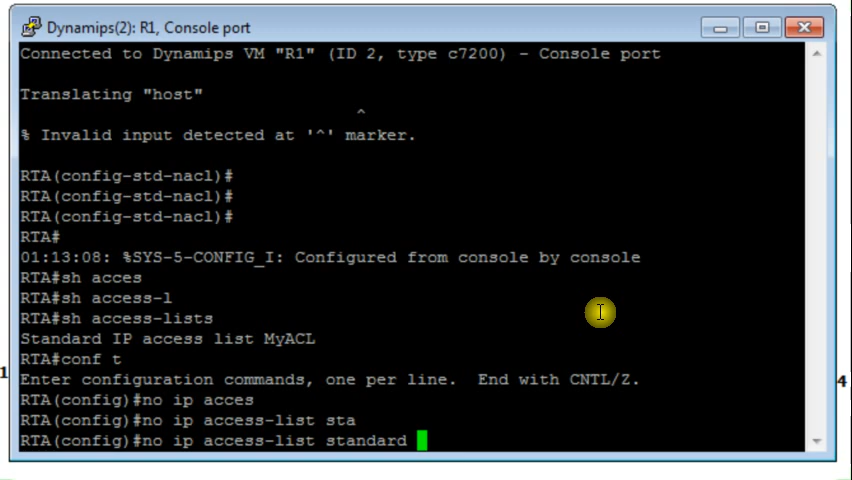 Dynamips(2): R1, Console port
Connected to Dynamips VM "R1" (ID 2, type c7200) - Console port
Translating "host"
^
% Invalid input detected at '^' marker.
RTA(config-std-nacl)#
RTA(config-std-nacl)#
RTA(config-std-nacl)#
RTA#
01:13:08: %SYS-5-CONFIG_I: Configured from console by console
RTA#sh acces
RTA#sh access-l
RTA#sh access-lists
Standard IP access list MyACL
RTA#conf t
1
Enter configuration commands, one per line.  End with CNTL/Z.
4
RTA(config)#no ip acces
RTA(config)#no ip access-list sta
RTA(config)#no ip access-list standard